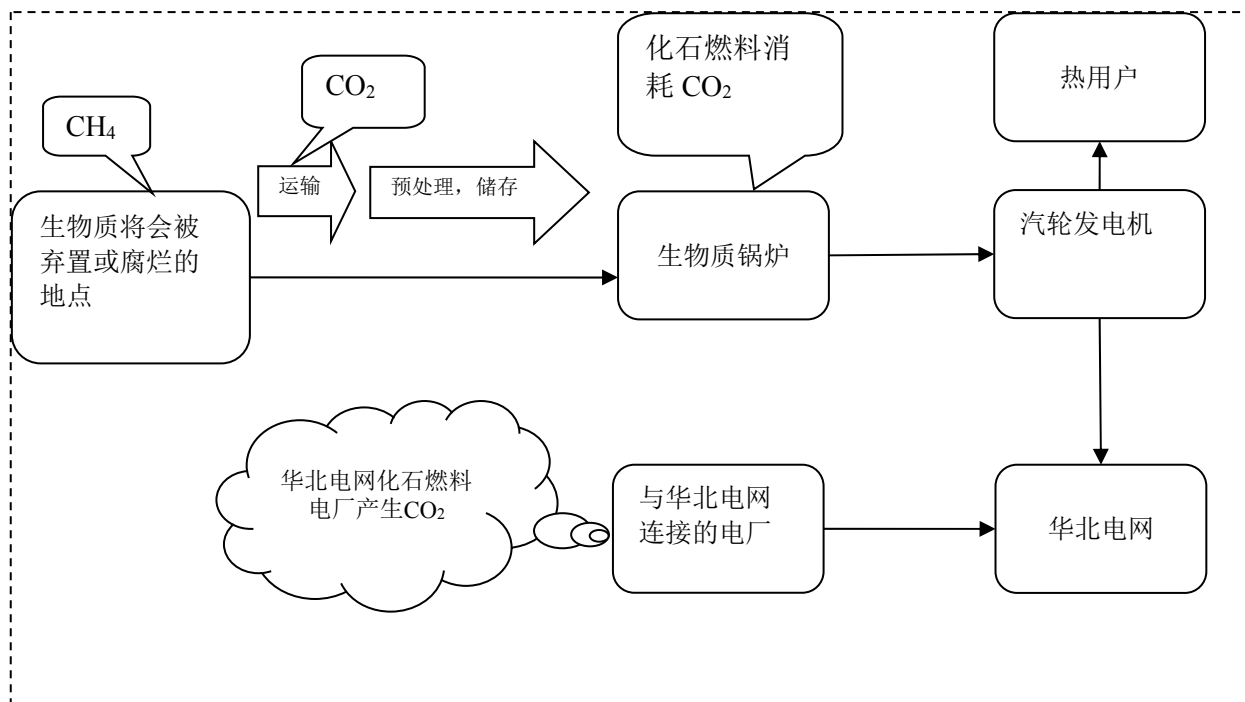 化石燃料消
耗 CO₂
热用户
CO₂
CH₄
运输
预处理，储存
生物质将会被
弃置或腐烂的
地点
生物质锅炉
汽轮发电机
华北电网化石燃料
电厂产生CO₂
与华北电网
连接的电厂
华北电网